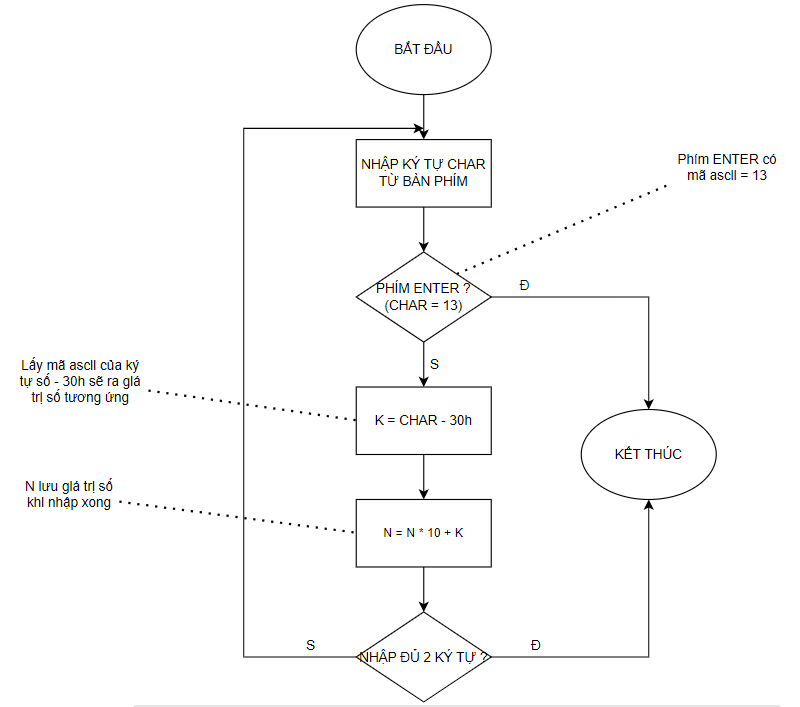 BẮT ĐẦU
NHẬP KÝ TỰ CHAR
TỪ BÀN PHÍM
Phím ENTER có
mã ascII = 13
PHÍM ENTER ?
(CHAR = 13)
Đ
S
Lấy mã ascII của ký
tự số - 30h sẽ ra giá
trị số tương ứng
K = CHAR - 30h
KẾT THÚC
N lưu giá trị số
khI nhập xong
N = N * 10 + K
S
NHẬP ĐỦ 2 KÝ TỰ ?
Đ